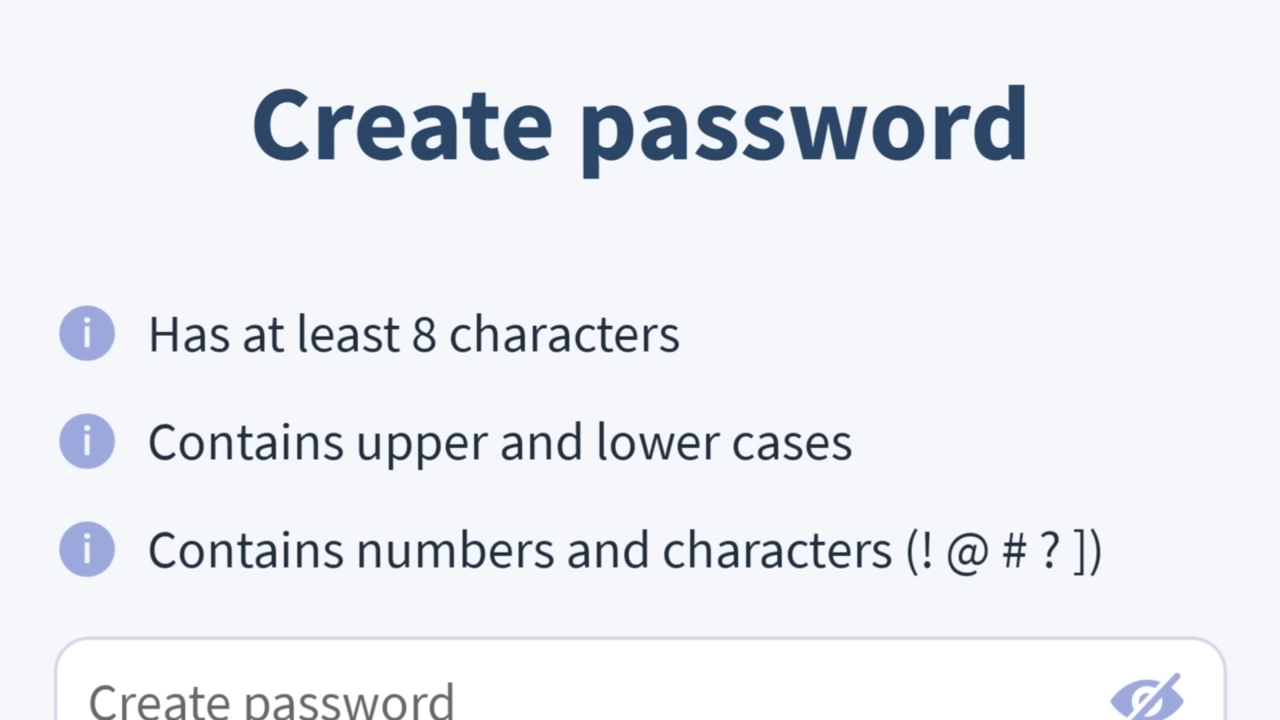 Create password
Has at least 8 characters
Contains upper and lower cases
Contains numbers and characters (! @ # ? ])
Create password